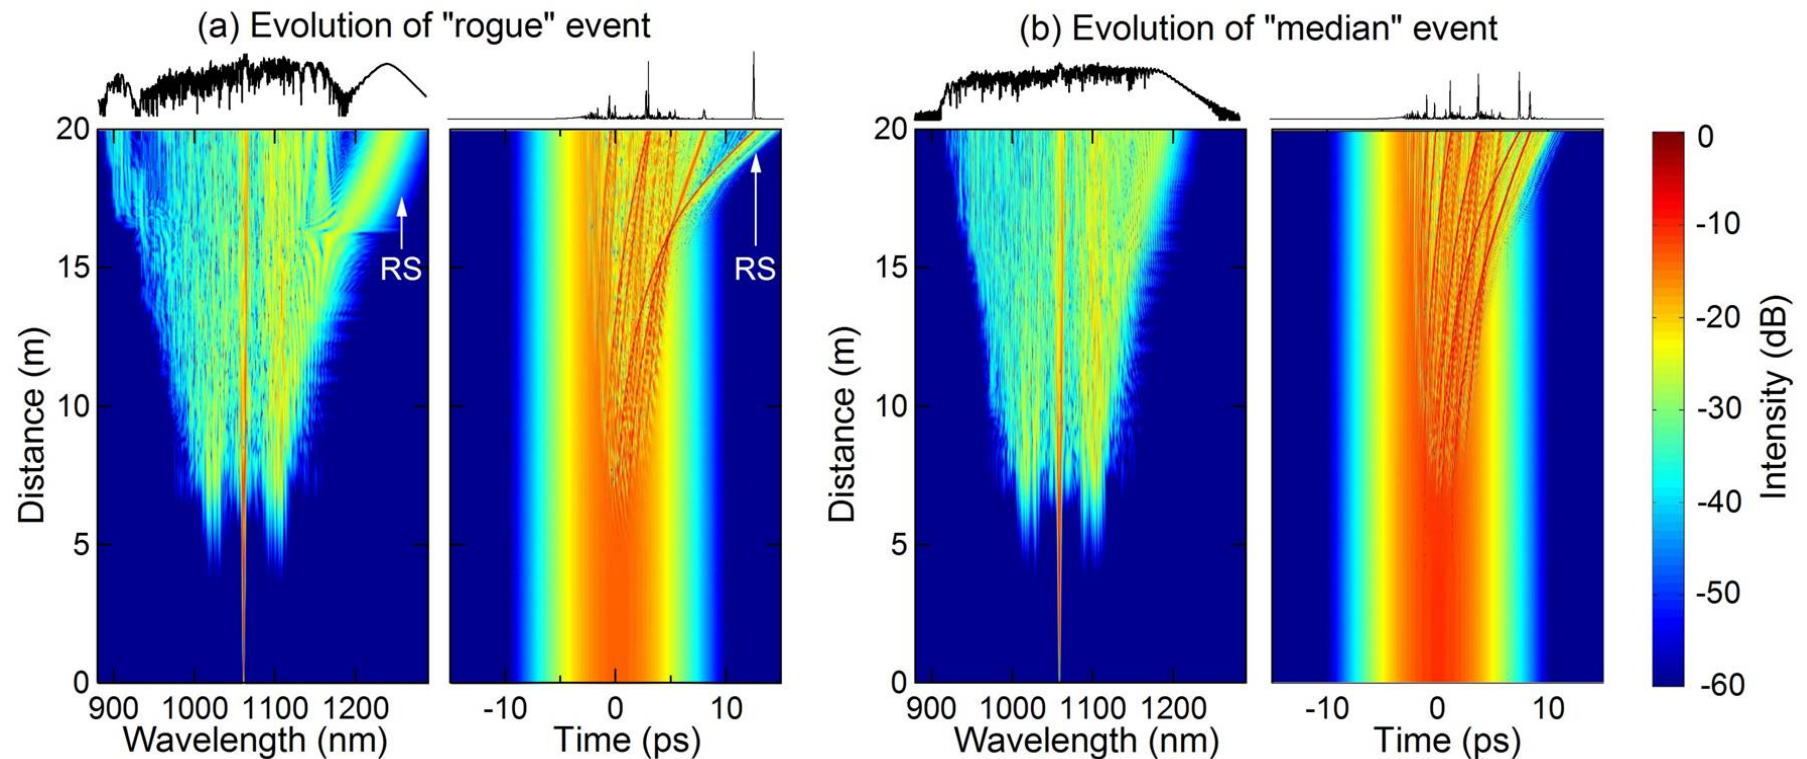 (a) Evolution of "rogue" event
(b) Evolution of "median" event
20
15
10
5
0
Distance (m)
RS
RS
900 1000 1100 1200
Wavelength (nm)
-10 0 10
Time (ps)
20
15
10
5
0
Distance (m)
900 1000 1100 1200
Wavelength (nm)
-10 0 10
Time (ps)
0
-10
-20
-30
-40
-50
-60
Intensity (dB)